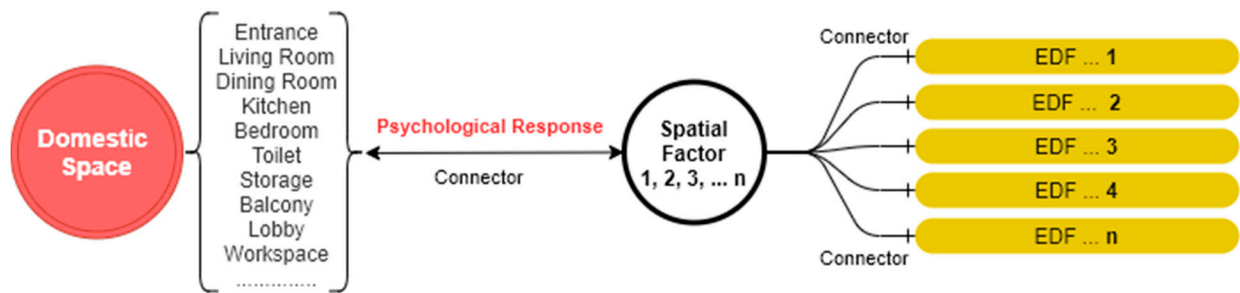 Domestic
Space
Entrance
Living Room
Dining Room
Kitchen
Bedroom
Toilet
Storage
Balcony
Lobby
Workspace
..............
Psychological Response
Connector
Spatial
Factor
1, 2, 3, ... n
Connector
EDF ... 1
EDF ... 2
EDF ... 3
EDF ... 4
EDF ... n
Connector